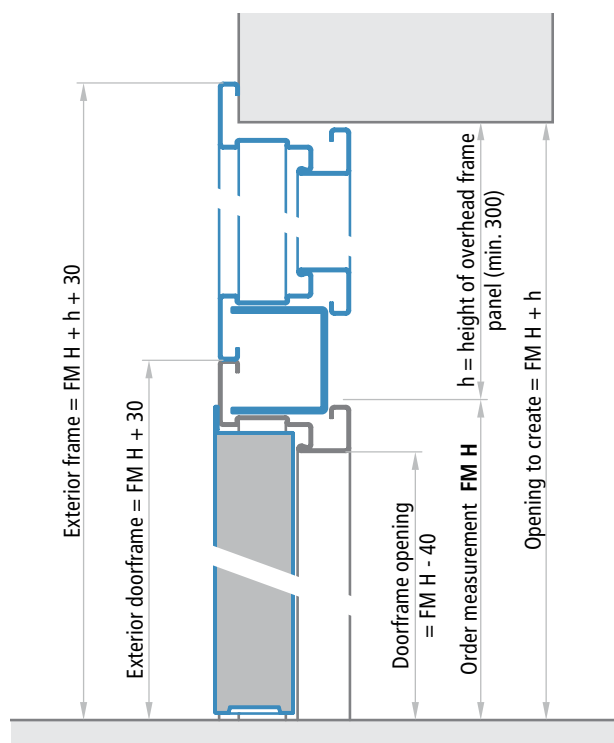 Exterior frame = FM H + h + 30
Exterior doorframe = FM H + 30
Doorframe opening
= FM H - 40
h = height of overhead frame
panel (min. 300)
Order measurement FM H
Opening to create = FM H + h